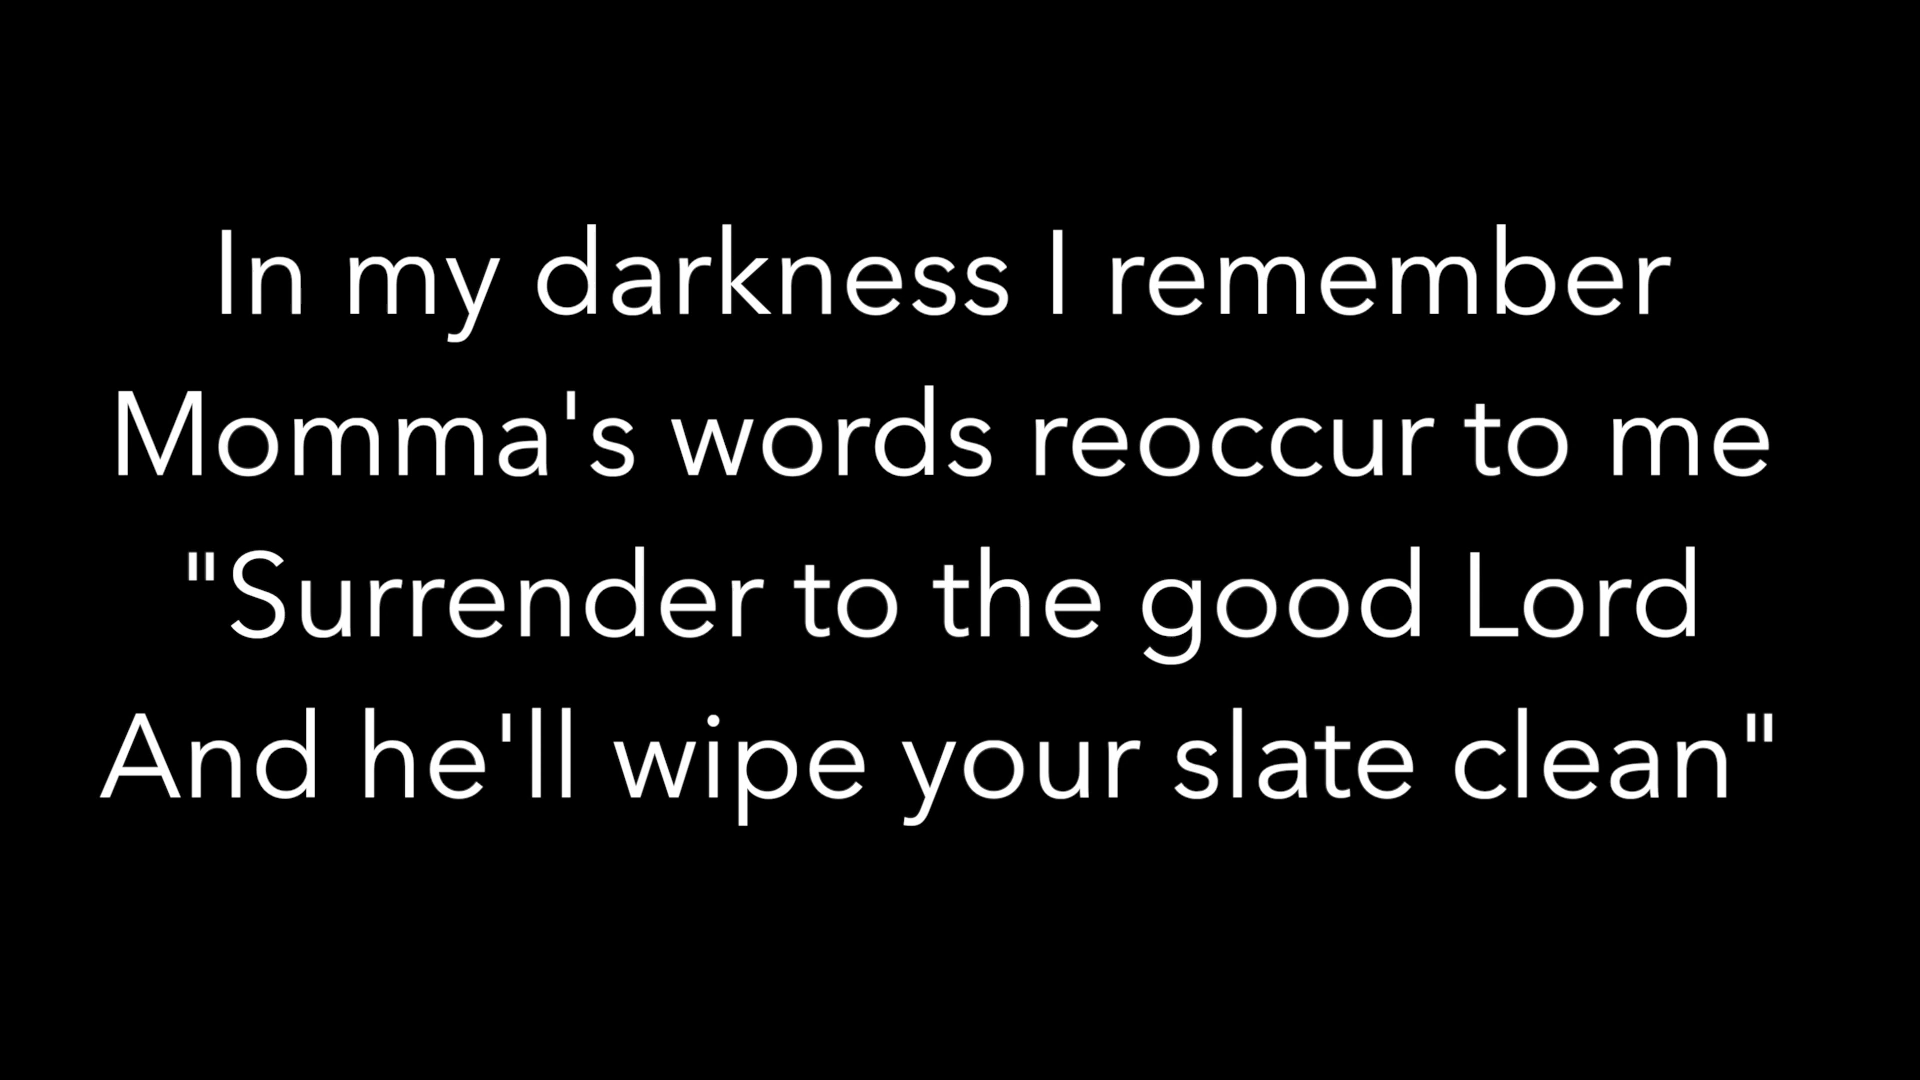 In my darkness I remember
Momma's words reoccur to me
"Surrender to the good Lord
And he'll wipe your slate clean"